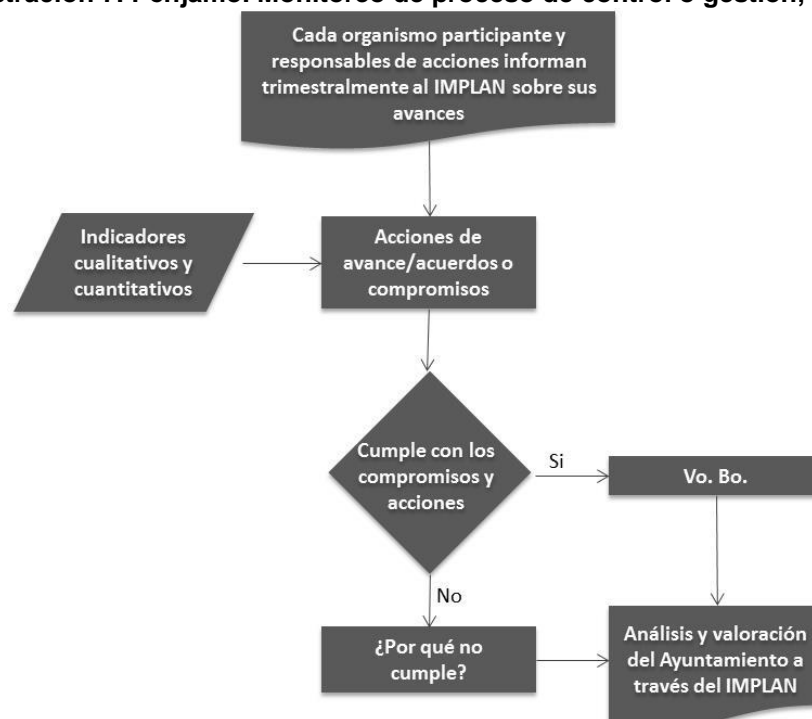 Cada organismo participante y
responsables de acciones informan
trimestralmente al IMPLAN sobre sus
avances
Indicadores
cualitativos y
cuantitativos
Acciones de
avance/acuerdos o
compromisos
Cumple con los
compromisos y
acciones
Si
Vo. Bo.
No
¿Por qué no
cumple?
Análisis y valoración
del Ayuntamiento a
través del IMPLAN